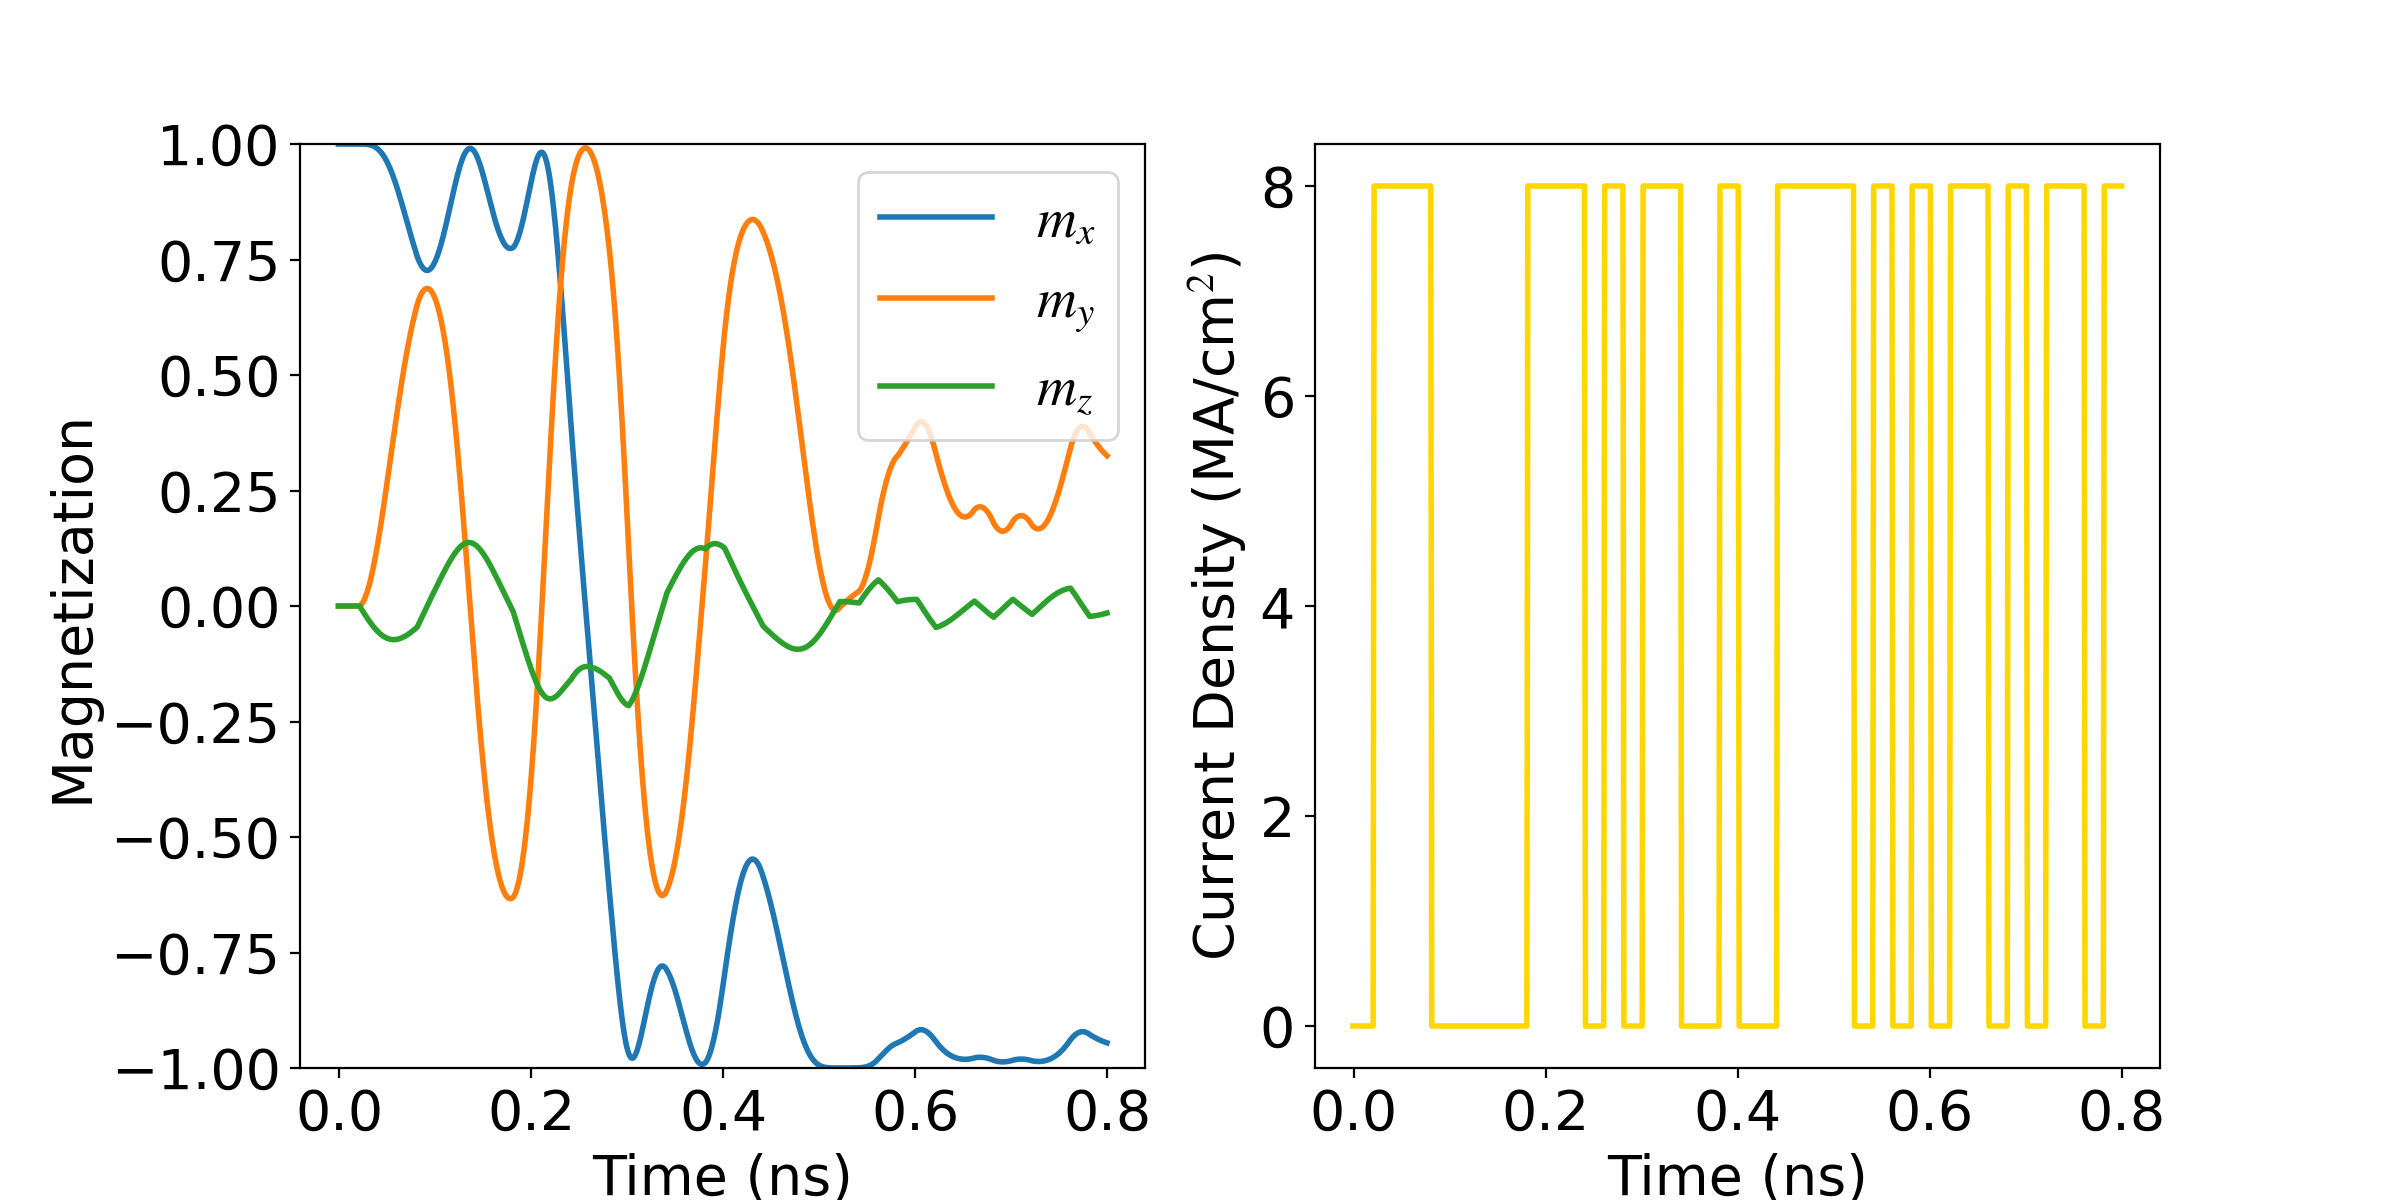 Magnetization
1.00
0.75
0.50
0.25
0.00
−0.25
−0.50
−0.75
−1.00
0.0 0.2 0.4 0.6 0.8
Time (ns)
m_x
m_y
m_z
Current Density (MA/cm²)
8
6
4
2
0
0.0 0.2 0.4 0.6 0.8
Time (ns)